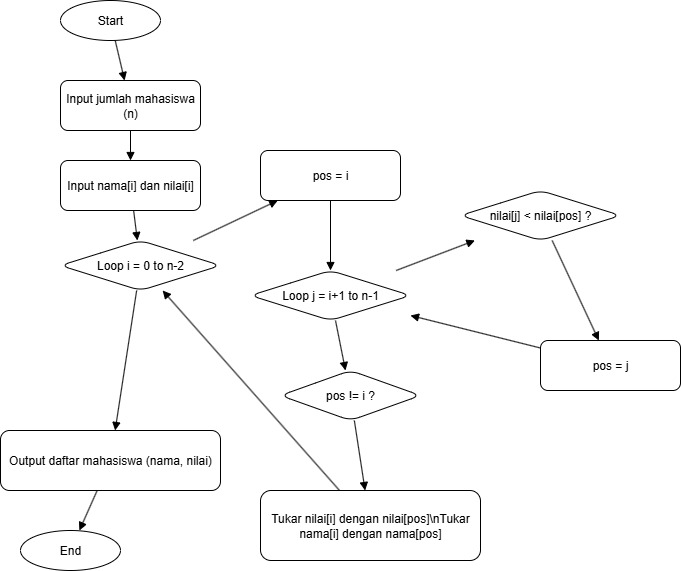 Start
Input jumlah mahasiswa
(n)
Input nama[i] dan nilai[i]
Loop i = 0 to n-2
pos = i
Loop j = i+1 to n-1
nilai[j] < nilai[pos] ?
pos = j
pos != i ?
Tukar nilai[i] dengan nilai[pos]\nTukar
nama[i] dengan nama[pos]
Output daftar mahasiswa (nama, nilai)
End